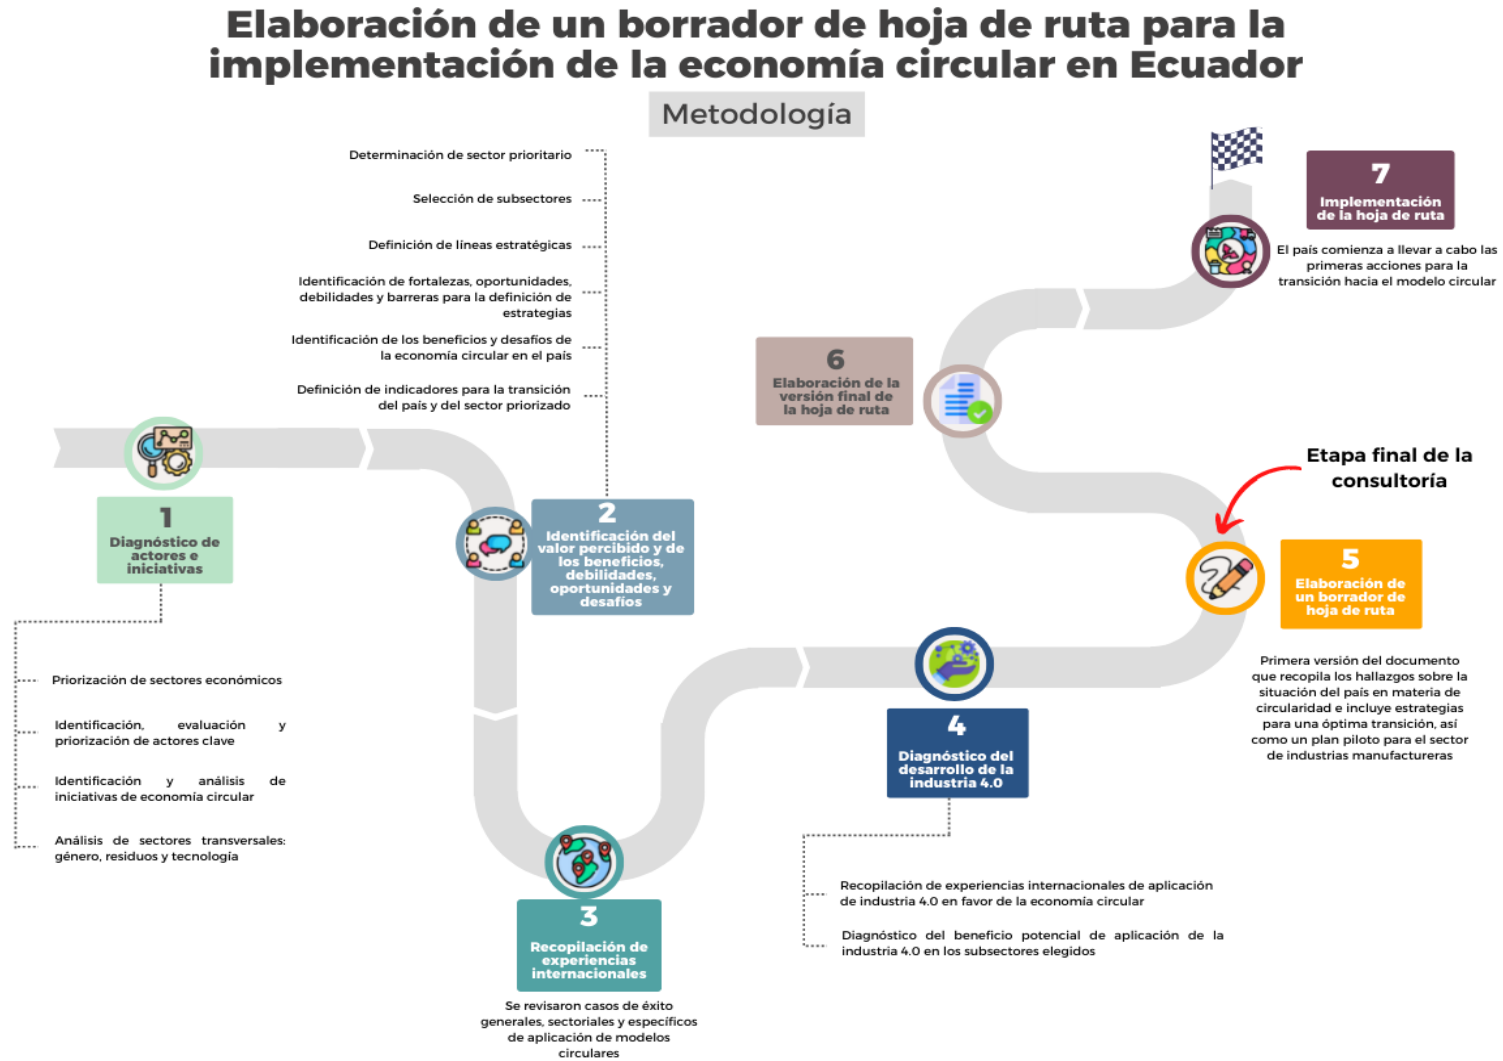 Elaboración de un borrador de hoja de ruta para la
implementación de la economía circular en Ecuador
Metodología
1
Diagnóstico de
actores e
iniciativas
Priorización de sectores económicos
Identificación, evaluación y
priorización de actores clave
Identificación y análisis de
iniciativas de economía circular
Análisis de sectores transversales:
género, residuos y tecnología
Determinación de sector prioritario
Selección de subsectores
Definición de líneas estratégicas
Identificación de fortalezas, oportunidades,
debilidades y barreras para la definición de
estrategias
Identificación de los beneficios y desafíos de
la economía circular en el país
Definición de indicadores para la transición
del país y del sector priorizado
2
Identificación del
valor percibido y de
los beneficios,
debilidades,
oportunidades y
desafíos
3
Recopilación de
experiencias
internacionales
Se revisaron casos de éxito
generales, sectoriales y específicos
de aplicación de modelos
circulares
4
Diagnóstico del
desarrollo de la
industria 4.0
Recopilación de experiencias internacionales de aplicación
de industria 4.0 en favor de la economía circular
Diagnóstico del beneficio potencial de aplicación de la
industria 4.0 en los subsectores elegidos
Etapa final de la
consultoría
5
Elaboración de
un borrador de
hoja de ruta
Primera versión del documento
que recopila los hallazgos sobre la
situación del país en materia de
circularidad e incluye estrategias
para una óptima transición, así
como un plan piloto para el sector
de industrias manufactureras
6
Elaboración de la
versión final de
la hoja de ruta
7
Implementación
de la hoja de ruta
El país comienza a llevar a cabo las
primeras acciones para la
transición hacia el modelo circular